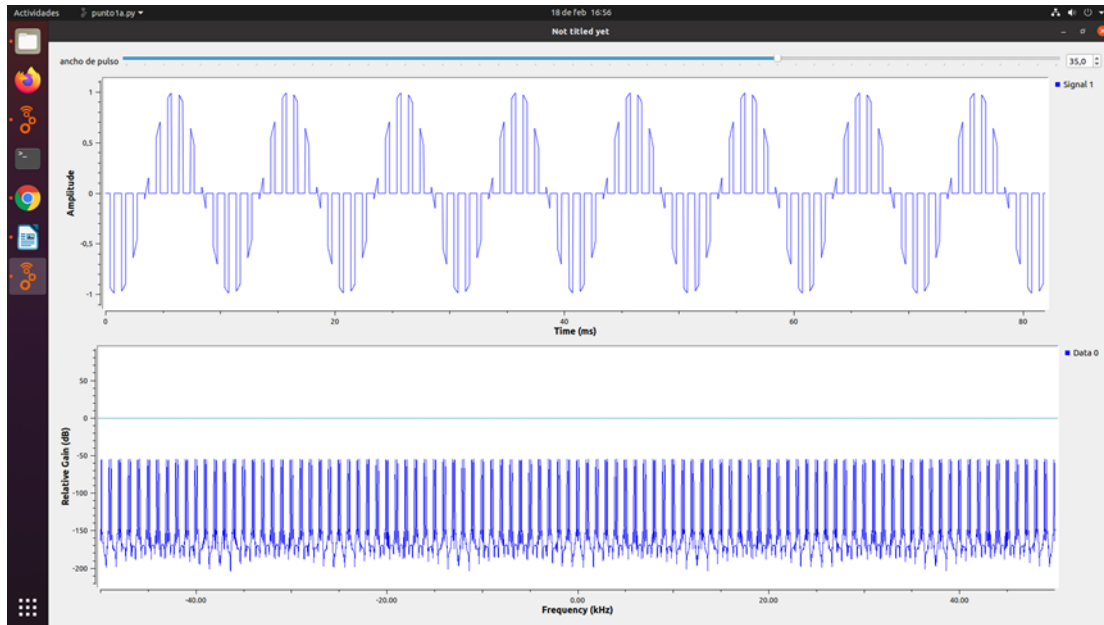 Actividades punto1a.py 18 de feb 16:56
Not titled yet
ancho de pulso 35,0
Signal 1
1
0,5
0
-0,5
-1
Amplitude
0 20 40 60 80
Time (ms)
Data 0
50
0
-50
-100
-150
-200
Relative Gain (dB)
-40.00 -20.00 0.00 20.00 40.00
Frequency (kHz)